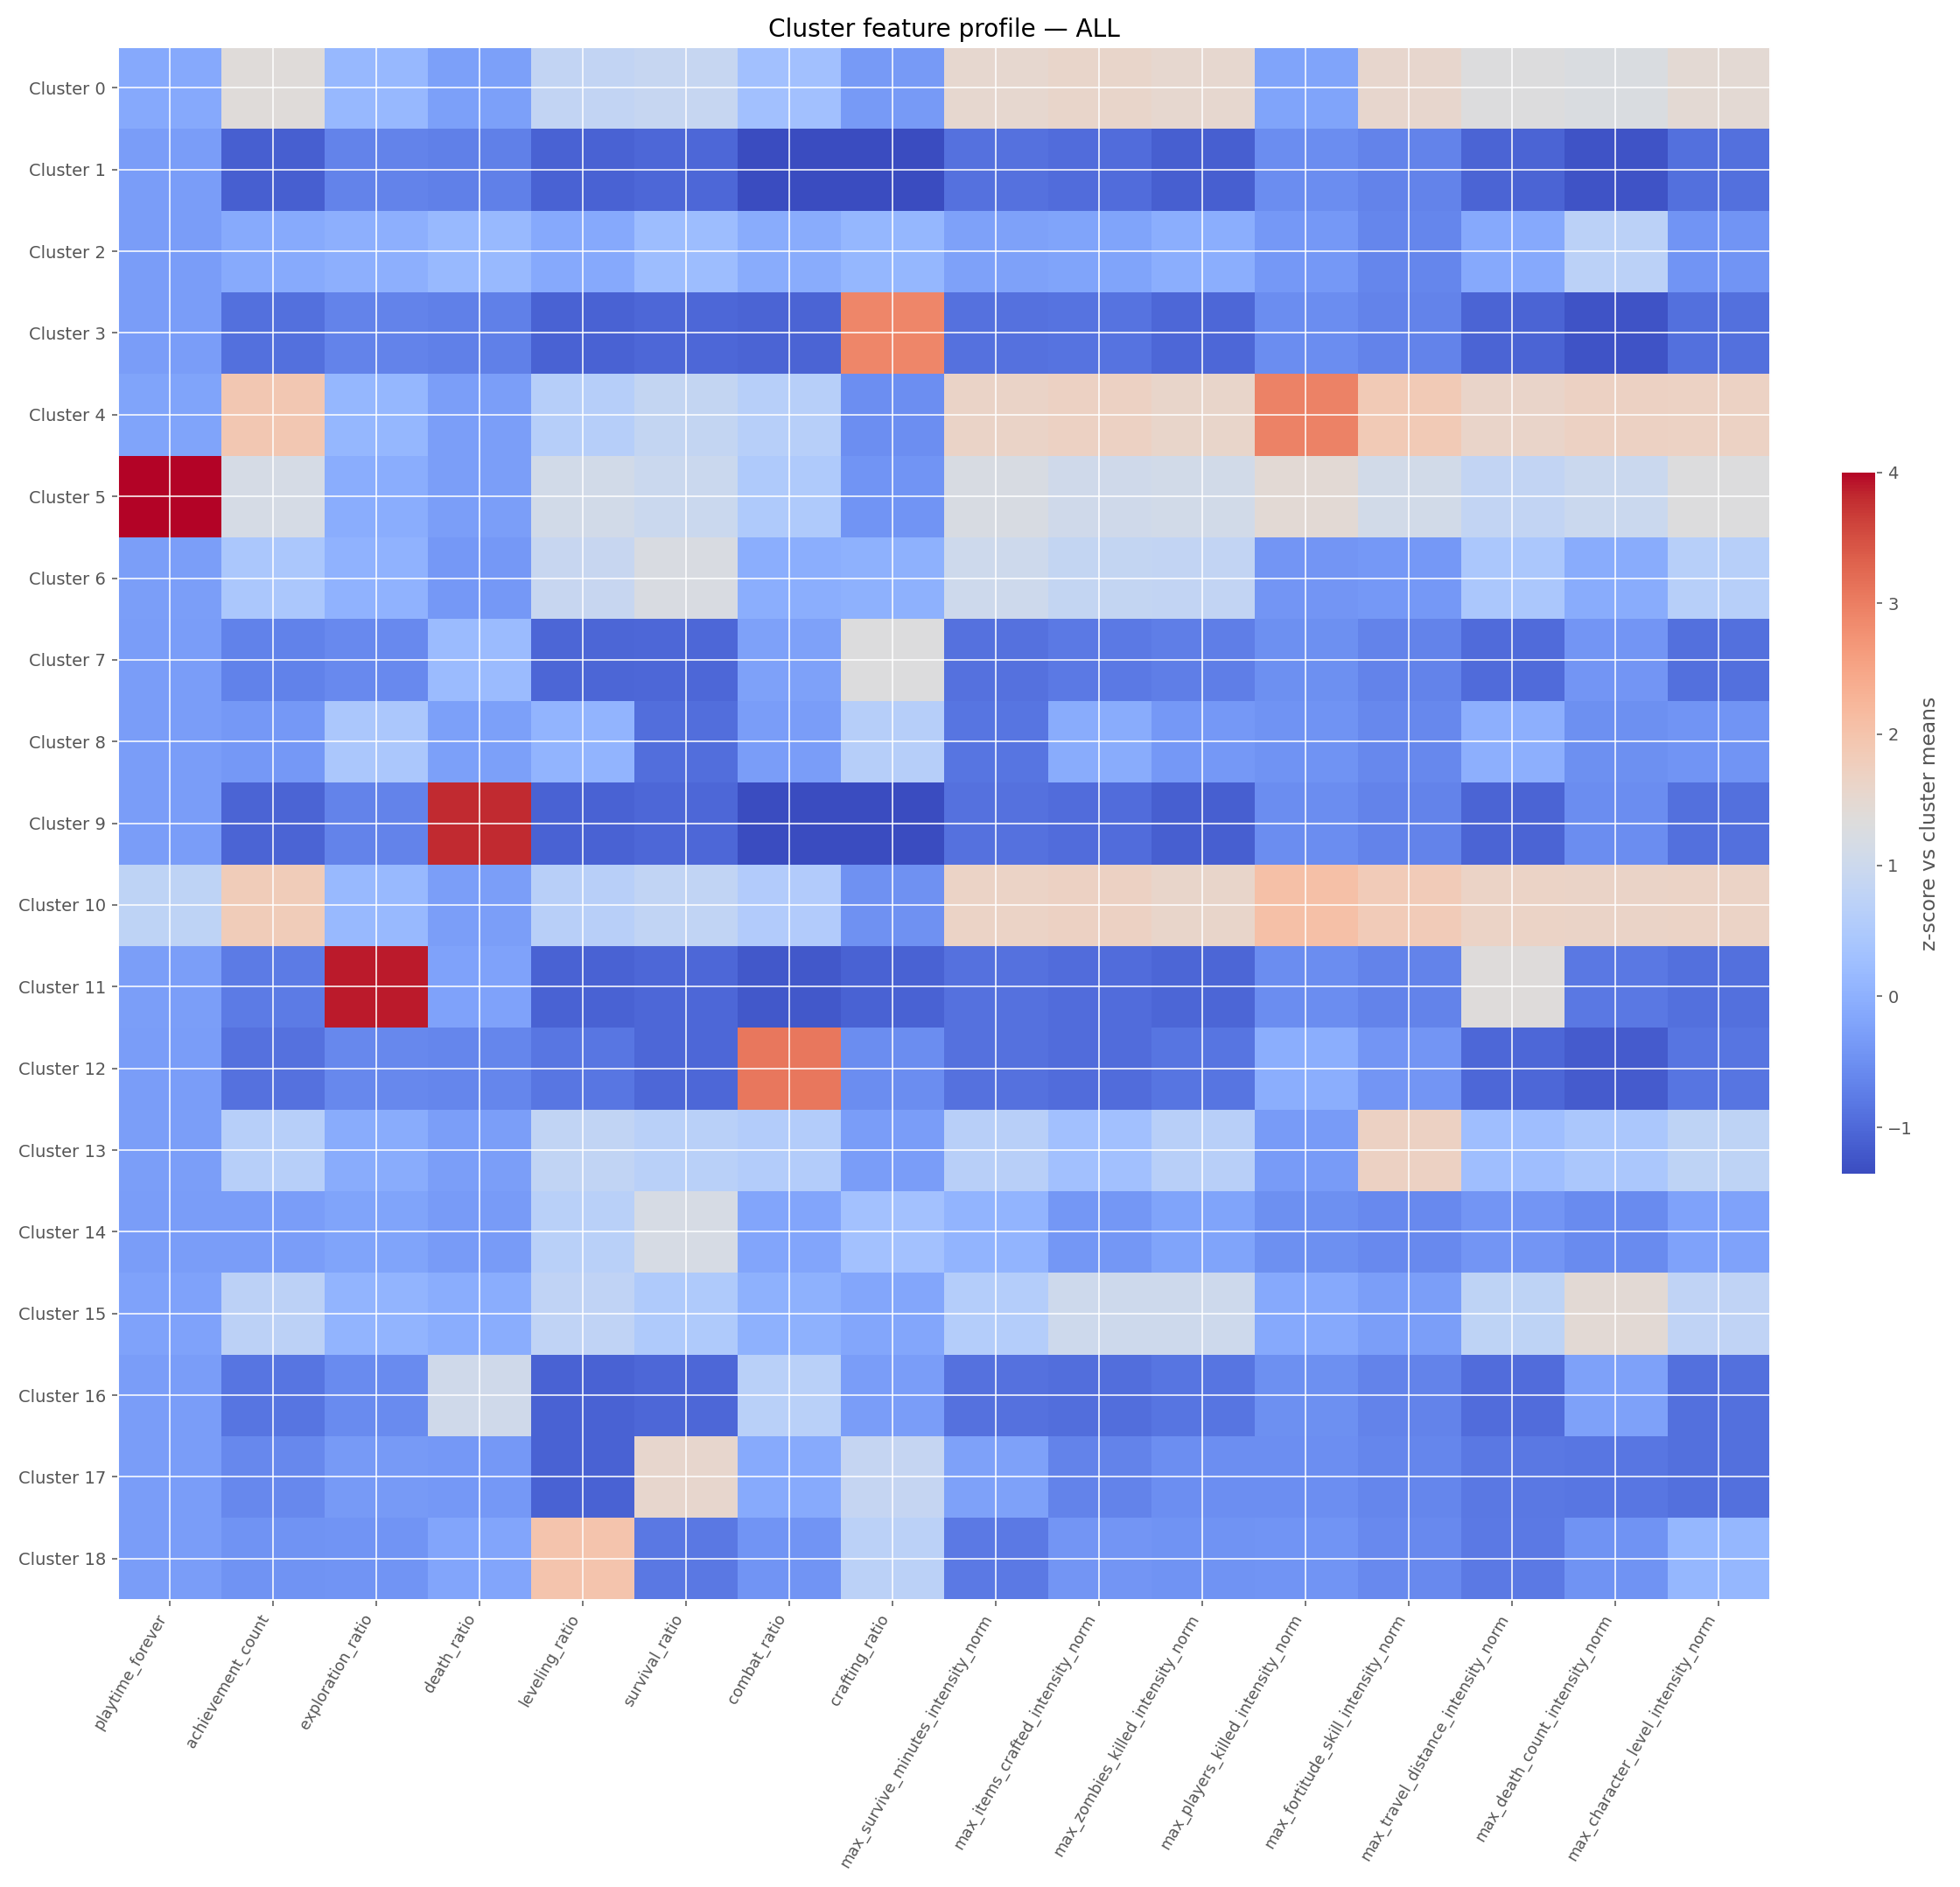 Cluster feature profile — ALL
Cluster 0
Cluster 1
Cluster 2
Cluster 3
Cluster 4
Cluster 5
Cluster 6
Cluster 7
Cluster 8
Cluster 9
Cluster 10
Cluster 11
Cluster 12
Cluster 13
Cluster 14
Cluster 15
Cluster 16
Cluster 17
Cluster 18
playtime_forever
achievement_count
exploration_ratio
death_ratio
leveling_ratio
survival_ratio
combat_ratio
crafting_ratio
max_survive_minutes_intensity_norm
max_items_crafted_intensity_norm
max_zombies_killed_intensity_norm
max_players_killed_intensity_norm
max_fortitude_skill_intensity_norm
max_travel_distance_intensity_norm
max_death_count_intensity_norm
max_character_level_intensity_norm
4
3
2
1
0
−1
z-score vs cluster means